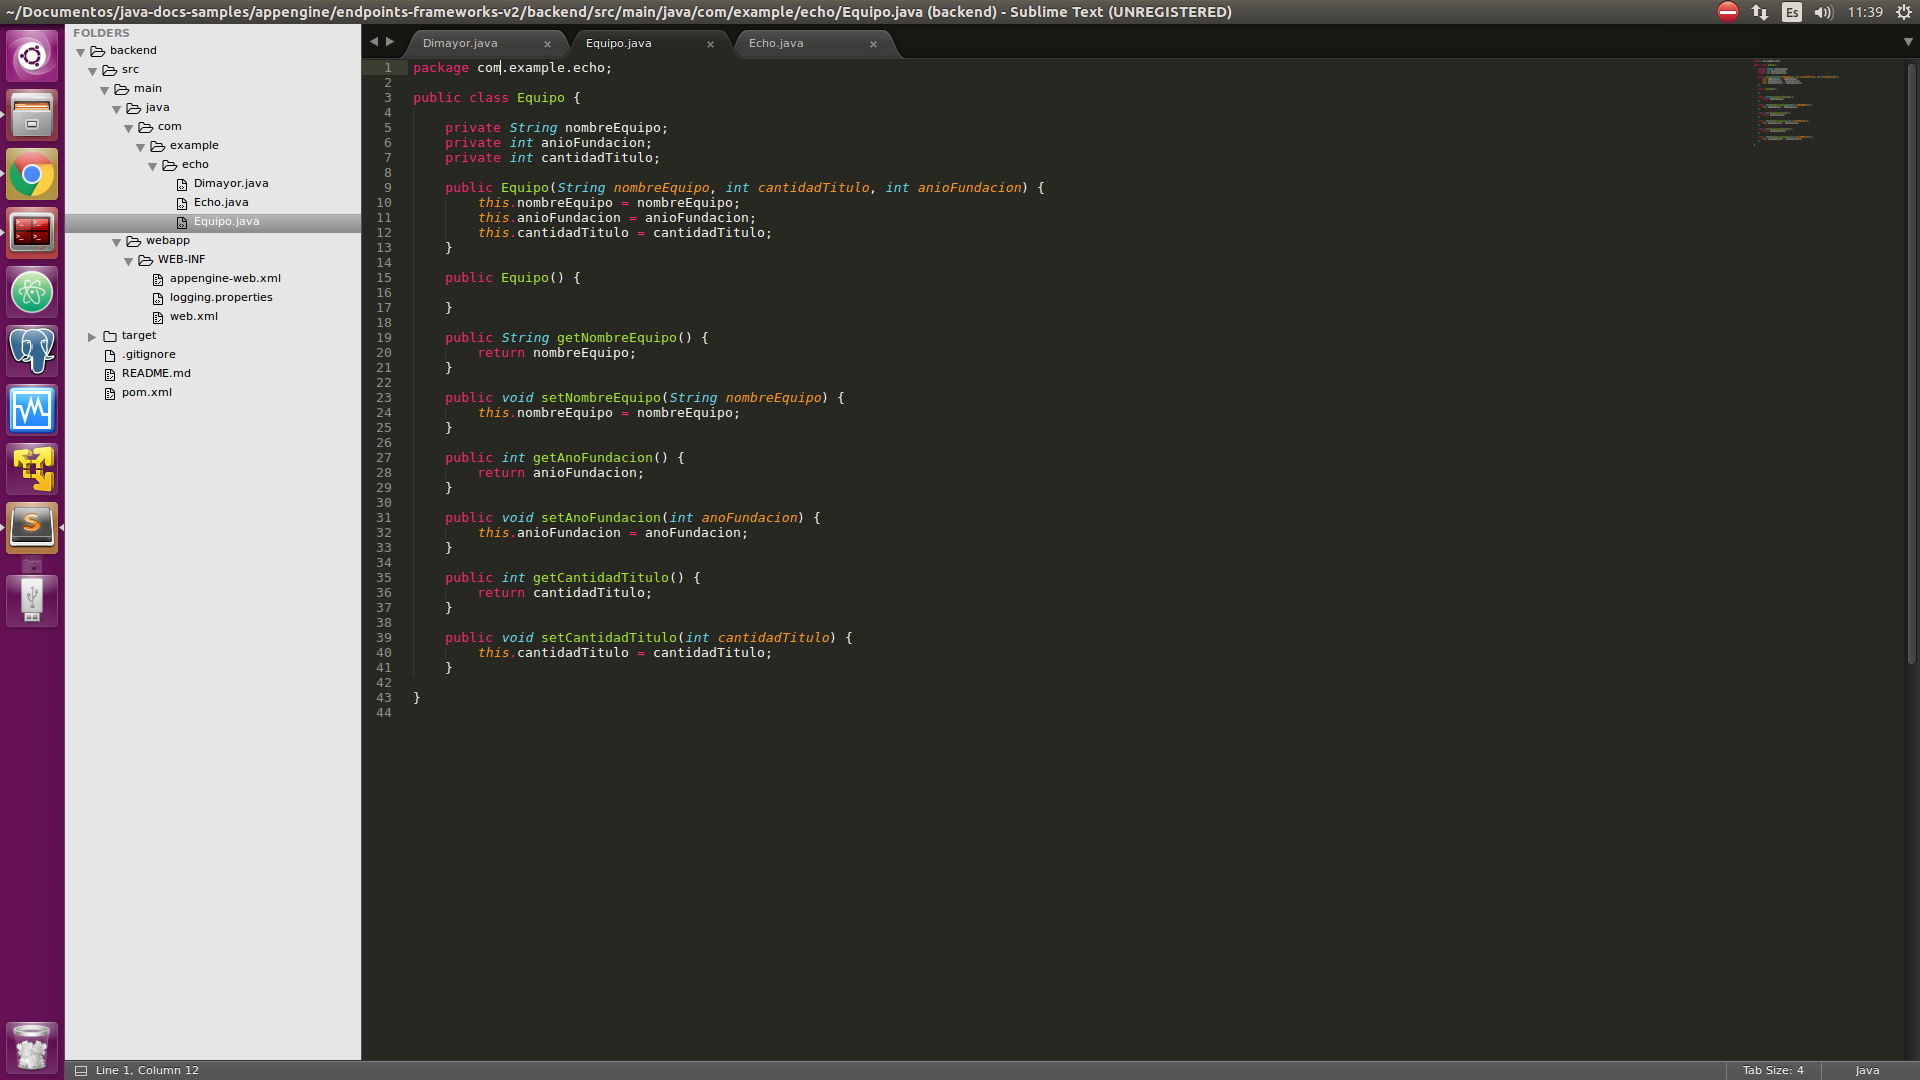 ~/Documentos/java-docs-samples/appengine/endpoints-frameworks-v2/backend/src/main/java/com/example/echo/Equipo.java (backend) - Sublime Text (UNREGISTERED)
Es
11:39
FOLDERS
backend
src
main
java
com
example
echo
Dimayor.java
Echo.java
Equipo.java
webapp
WEB-INF
appengine-web.xml
logging.properties
web.xml
target
.gitignore
README.md
pom.xml
Dimayor.java
Equipo.java
Echo.java
1 package com.example.echo;
2
3 public class Equipo {
4
5 private String nombreEquipo;
6 private int anioFundacion;
7 private int cantidadTitulo;
8
9 public Equipo(String nombreEquipo, int cantidadTitulo, int anioFundacion) {
10 this.nombreEquipo = nombreEquipo;
11 this.anioFundacion = anioFundacion;
12 this.cantidadTitulo = cantidadTitulo;
13 }
14
15 public Equipo() {
16
17 }
18
19 public String getNombreEquipo() {
20 return nombreEquipo;
21 }
22
23 public void setNombreEquipo(String nombreEquipo) {
24 this.nombreEquipo = nombreEquipo;
25 }
26
27 public int getAnoFundacion() {
28 return anioFundacion;
29 }
30
31 public void setAnoFundacion(int anoFundacion) {
32 this.anioFundacion = anoFundacion;
33 }
34
35 public int getCantidadTitulo() {
36 return cantidadTitulo;
37 }
38
39 public void setCantidadTitulo(int cantidadTitulo) {
40 this.cantidadTitulo = cantidadTitulo;
41 }
42
43 }
44
Line 1, Column 12
Tab Size: 4
Java